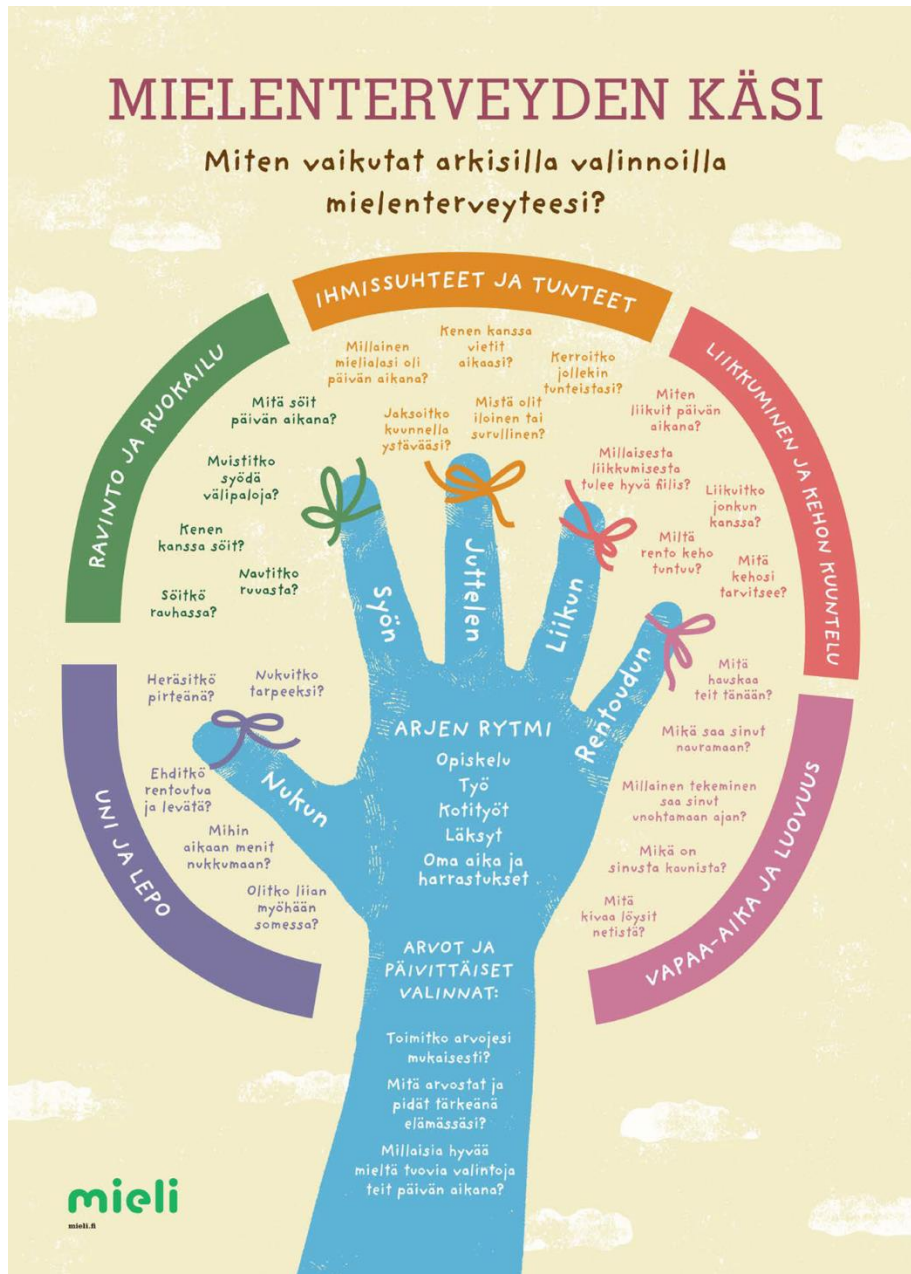 MIELENTERVEYDEN KÄSI
Miten vaikutat arkisilla valinnoilla
mielenterveyteesi?
UNI JA LEPO
Heräsitkö
pirteänä?
Nukuitko
tarpeeksi?
Ehditkö
rentoutua
ja levätä?
Mihin
aikaan menit
nukkumaan?
Olitko liian
myöhään
somessa?
Nukun
RAVINTO JA RUOKAILU
Mitä söit
päivän aikana?
Muistitko
syödä
välipaloja?
Kenen
kanssa söit?
Nautitko
ruuasta?
Söitkö
rauhassa?
Syön
IHMISSUHTEET JA TUNTEET
Millainen
mielialasi oli
päivän aikana?
Kenen kanssa
vietit
aikaasi?
Kerroitko
jollekin
tunteistasi?
Jaksoitko
kuunnella
ystävääsi?
Mistä olit
iloinen tai
surullinen?
Juttelen
LIIKKUMINEN JA KEHON KUUNTELU
Miten
liikuit päivän
aikana?
Millaisesta
liikkumisesta
tulee hyvä fiilis?
Liikuitko
jonkun
kanssa?
Miltä
rento keho
tuntuu?
Mitä
kehosi
tarvitsee?
Liikun
VAPAA-AIKA JA LUOVUUS
Mitä
hauskaa
teit tänään?
Mikä saa sinut
nauramaan?
Millainen tekeminen
saa sinut
unohtamaan ajan?
Mikä on
sinusta kaunista?
Mitä
kivaa löysit
netistä?
Rentoudun
ARJEN RYTMI
Opiskelu
Työ
Kotityöt
Läksyt
Oma aika ja
harrastukset
ARVOT JA
PÄIVITTÄISET
VALINNAT:
Toimitko arvojesi
mukaisesti?
Mitä arvostat ja
pidät tärkeänä
elämässäsi?
Millaisia hyvää
mieltä tuovia valintoja
teit päivän aikana?
mieli
mieli.fi